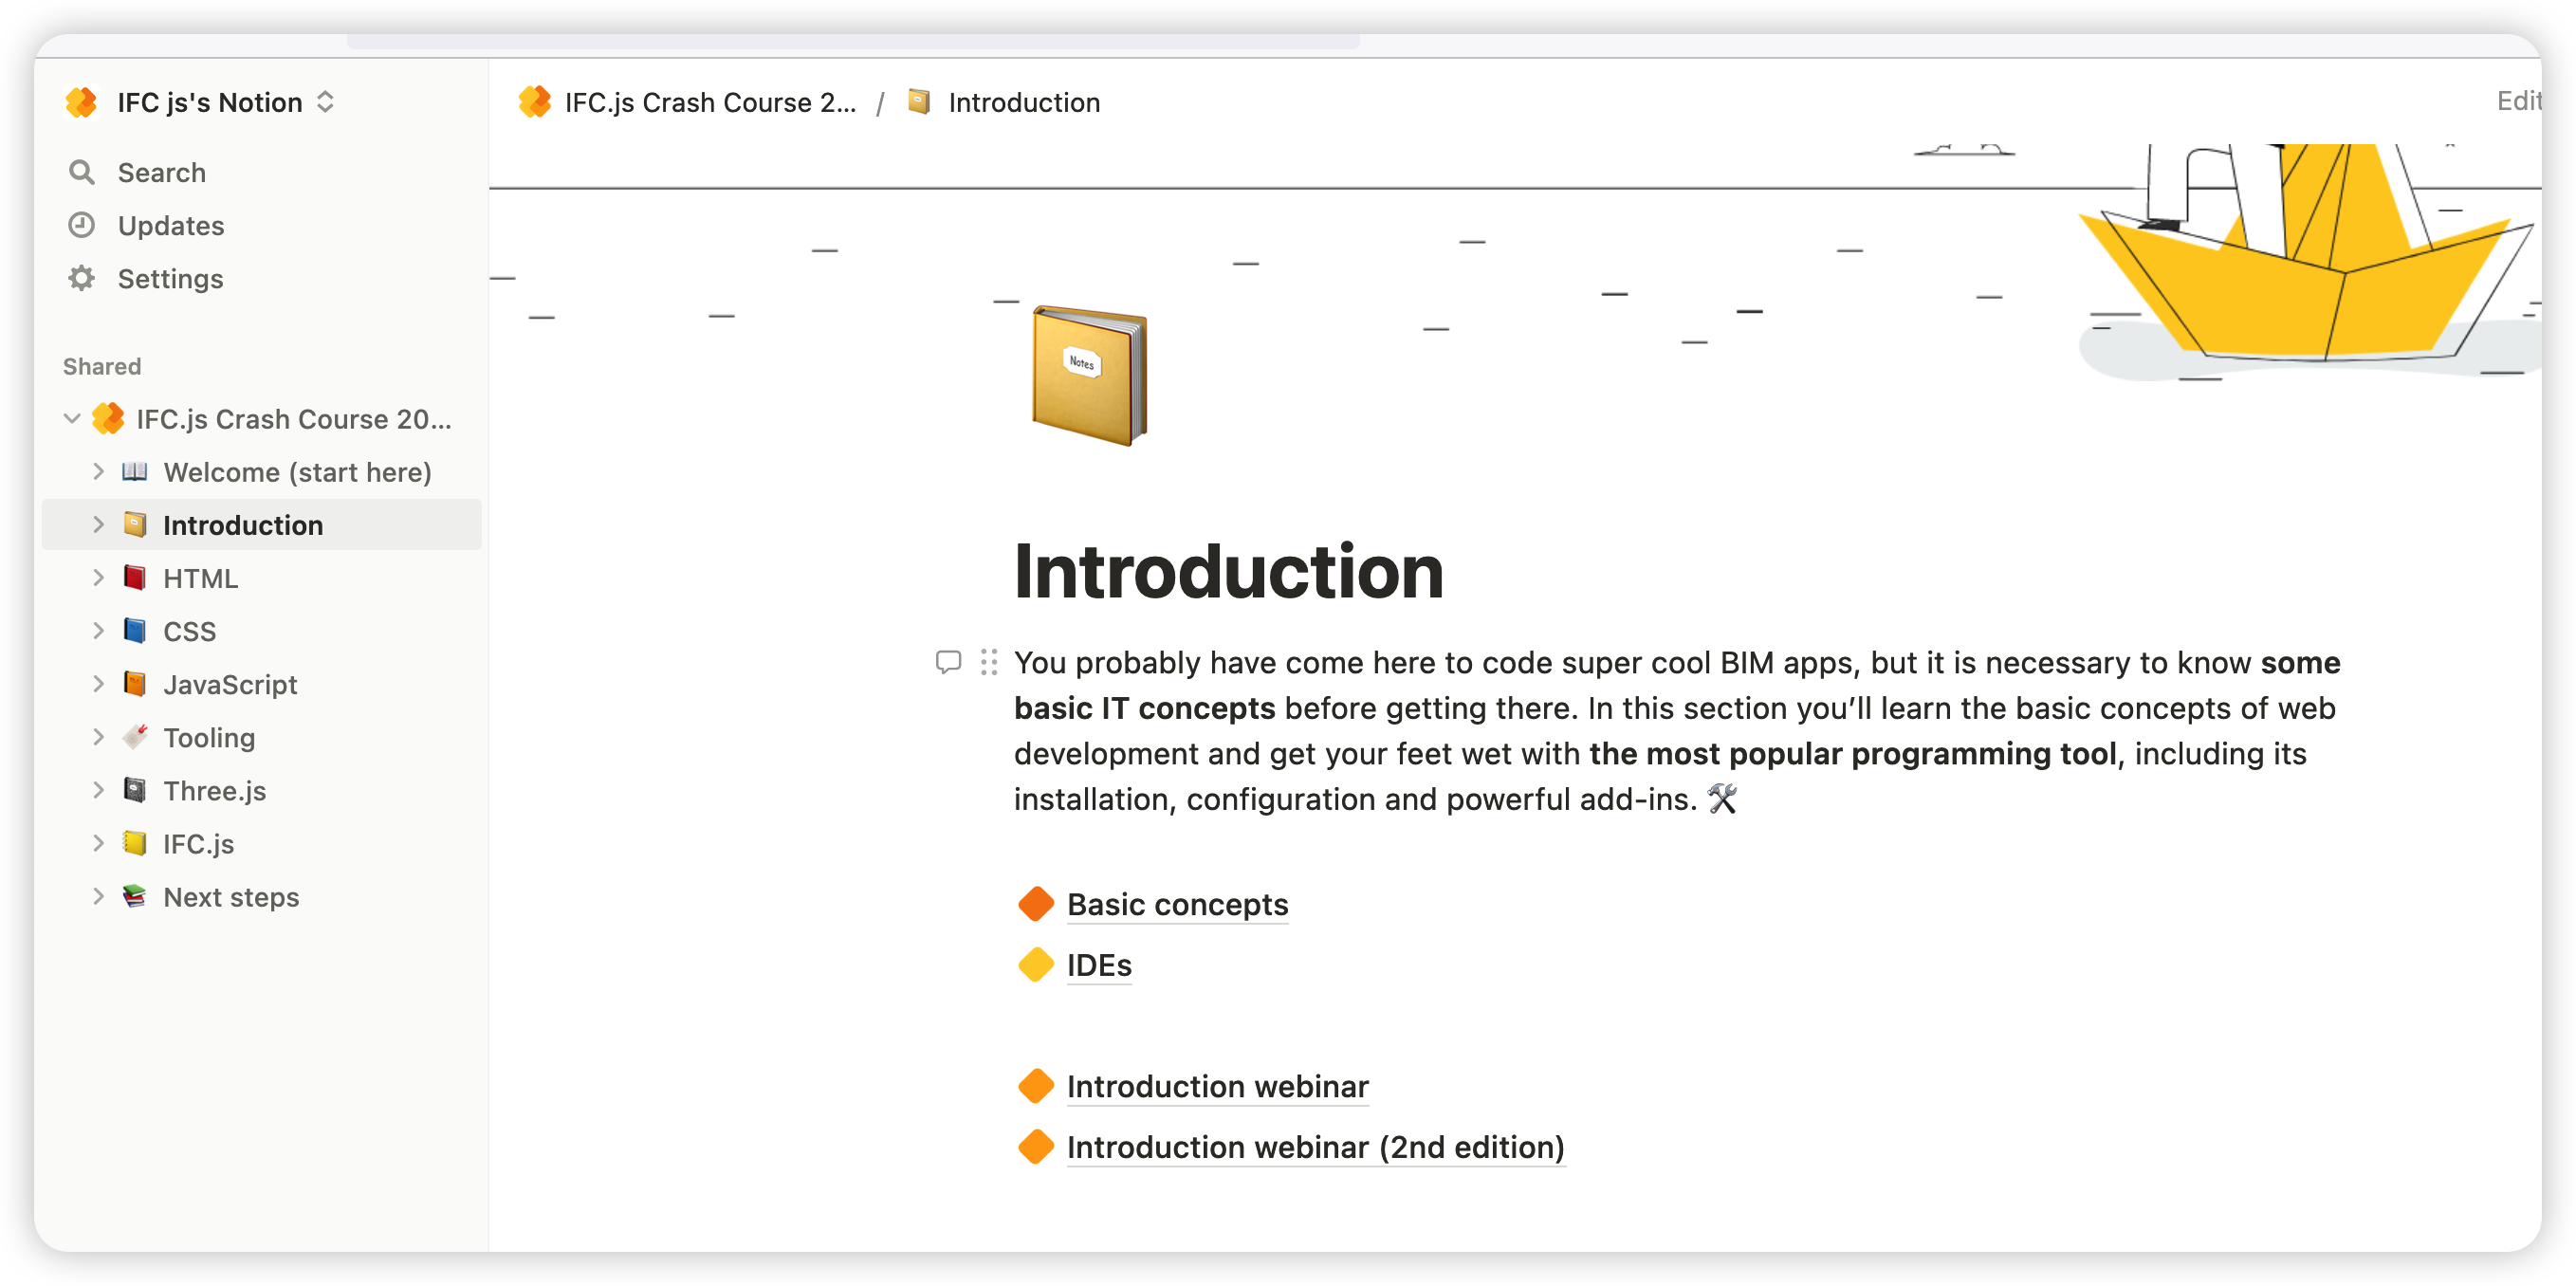 IFC js's Notion
Search
Updates
Settings
Shared
IFC.js Crash Course 20...
Welcome (start here)
Introduction
HTML
CSS
JavaScript
Tooling
Three.js
IFC.js
Next steps
IFC.js Crash Course 2... / Introduction
Edit
Notes
Introduction
You probably have come here to code super cool BIM apps, but it is necessary to know some
basic IT concepts before getting there. In this section you’ll learn the basic concepts of web
development and get your feet wet with the most popular programming tool, including its
installation, configuration and powerful add-ins. 🛠️
Basic concepts
IDEs
Introduction webinar
Introduction webinar (2nd edition)